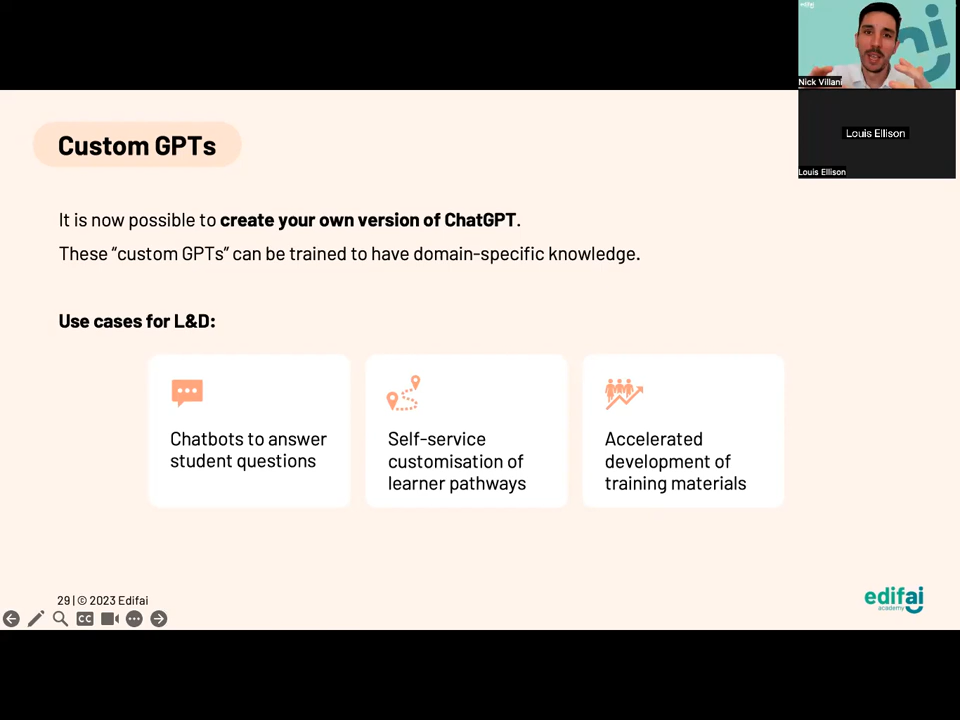 edifai
Nick Villani
Louis Ellison
Louis Ellison
Custom GPTs
It is now possible to create your own version of ChatGPT.
These “custom GPTs” can be trained to have domain-specific knowledge.
Use cases for L&D:
Chatbots to answer
student questions
Self-service
customisation of
learner pathways
Accelerated
development of
training materials
29 | © 2023 Edifai
CC
edifai
academy